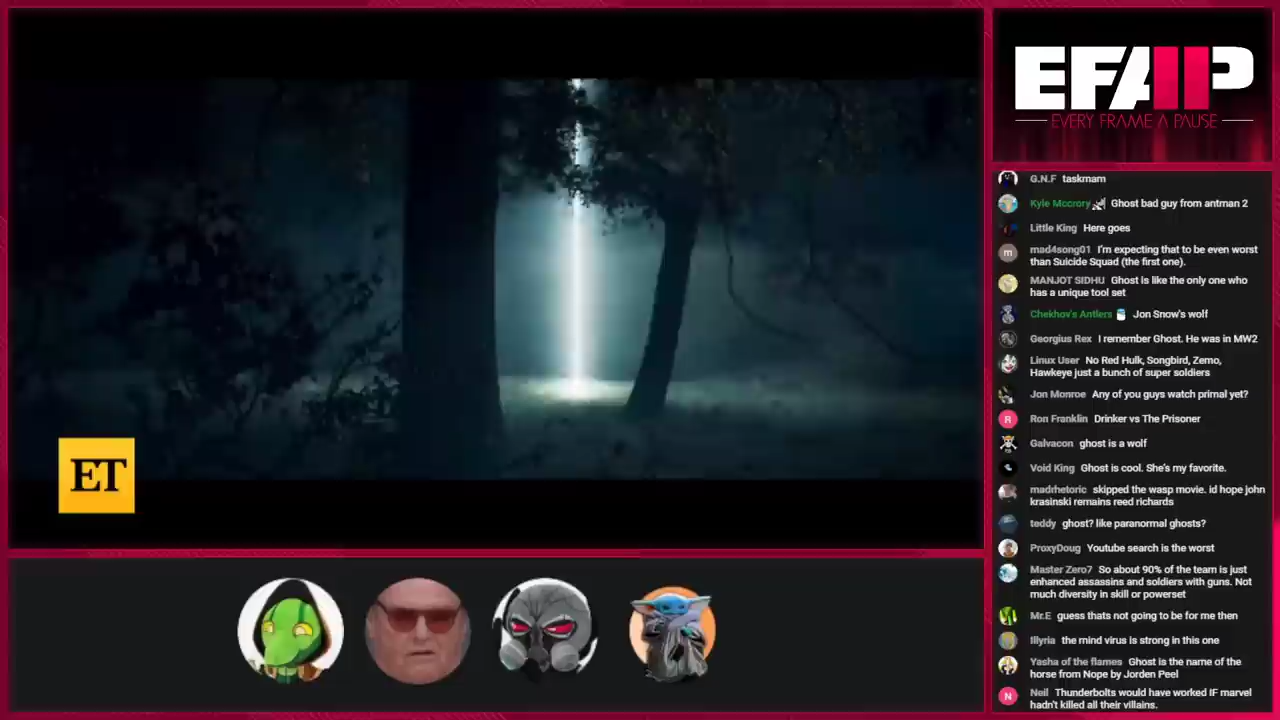 EFAP
EVERY FRAME A PAUSE
G.N.F taskmam
Kyle Mccrory Ghost bad guy from antman 2
Little King Here goes
mad4song01 I'm expecting that to be even worst
than Suicide Squad (the first one).
MANJOT SIDHU Ghost is like the only one who
has a unique tool set
Chekhov's Antlers Jon Snow's wolf
Georgius Rex I remember Ghost. He was in MW2
Linux User No Red Hulk, Songbird, Zemo,
Hawkeye just a bunch of super soldiers
Jon Monroe Any of you guys watch primal yet?
R Ron Franklin Drinker vs The Prisoner
Galvacon ghost is a wolf
Void King Ghost is cool. She's my favorite.
madrhetoric skipped the wasp movie. id hope john
krasinski remains reed richards
teddy ghost? like paranormal ghosts?
ProxyDoug Youtube search is the worst
Master Zero7 So about 90% of the team is just
enhanced assassins and soldiers with guns. Not
much diversity in skill or powerset
Mr.E guess thats not going to be for me then
Illyria the mind virus is strong in this one
Yasha of the flames Ghost is the name of the
horse from Nope by Jorden Peel
N Neil Thunderbolts would have worked IF marvel
hadn't killed all their villains.
ET